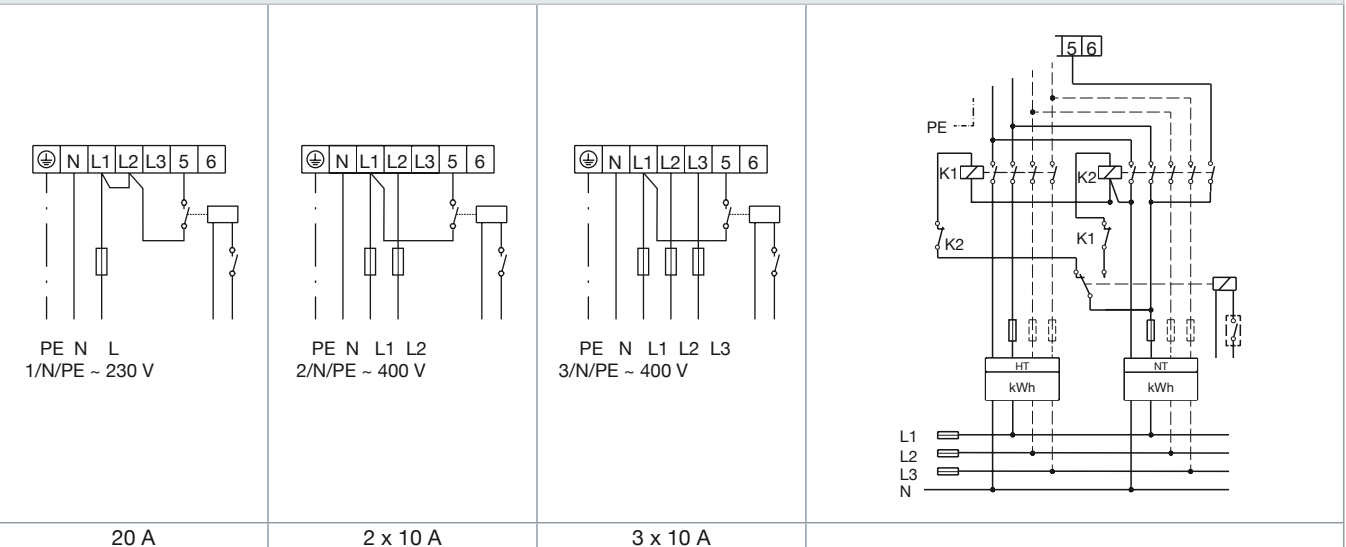 ⏚ N L1 L2 L3 5 6
PE N L
1/N/PE ~ 230 V
20 A
⏚ N L1 L2 L3 5 6
PE N L1 L2
2/N/PE ~ 400 V
2 x 10 A
⏚ N L1 L2 L3 5 6
PE N L1 L2 L3
3/N/PE ~ 400 V
3 x 10 A
5 6
PE
K1 K2
K2 K1
HT NT
kWh kWh
L1
L2
L3
N